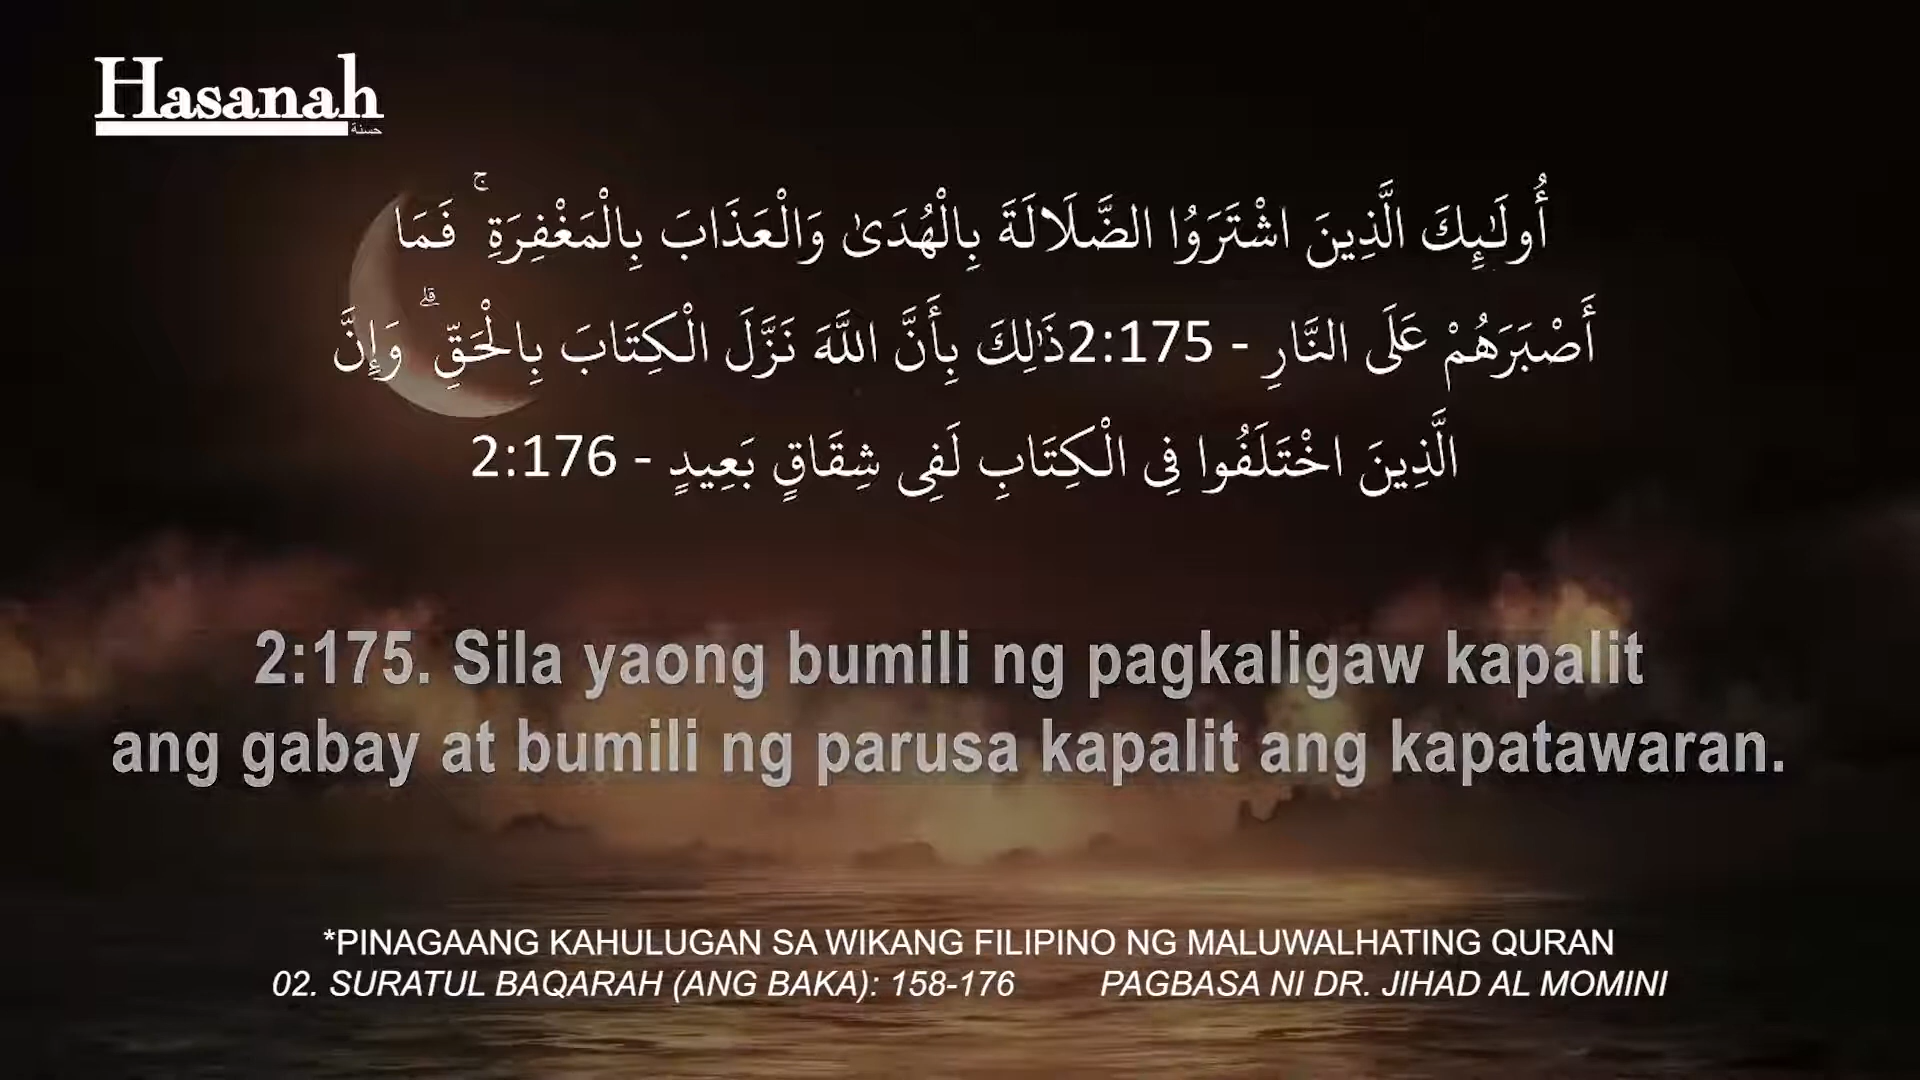 Hasanah
حسنة
أُولَٰئِكَ الَّذِينَ اشْتَرَوُا الضَّلَالَةَ بِالْهُدَىٰ وَالْعَذَابَ بِالْمَغْفِرَةِ ۚ فَمَا
أَصْبَرَهُمْ عَلَى النَّارِ - 2:175ذَٰلِكَ بِأَنَّ اللَّهَ نَزَّلَ الْكِتَابَ بِالْحَقِّ ۗ وَإِنَّ
الَّذِينَ اخْتَلَفُوا فِي الْكِتَابِ لَفِي شِقَاقٍ بَعِيدٍ - 2:176
2:175. Sila yaong bumili ng pagkaligaw kapalit
ang gabay at bumili ng parusa kapalit ang kapatawaran.
*PINAGAANG KAHULUGAN SA WIKANG FILIPINO NG MALUWALHATING QURAN
02. SURATUL BAQARAH (ANG BAKA): 158-176 PAGBASA NI DR. JIHAD AL MOMINI